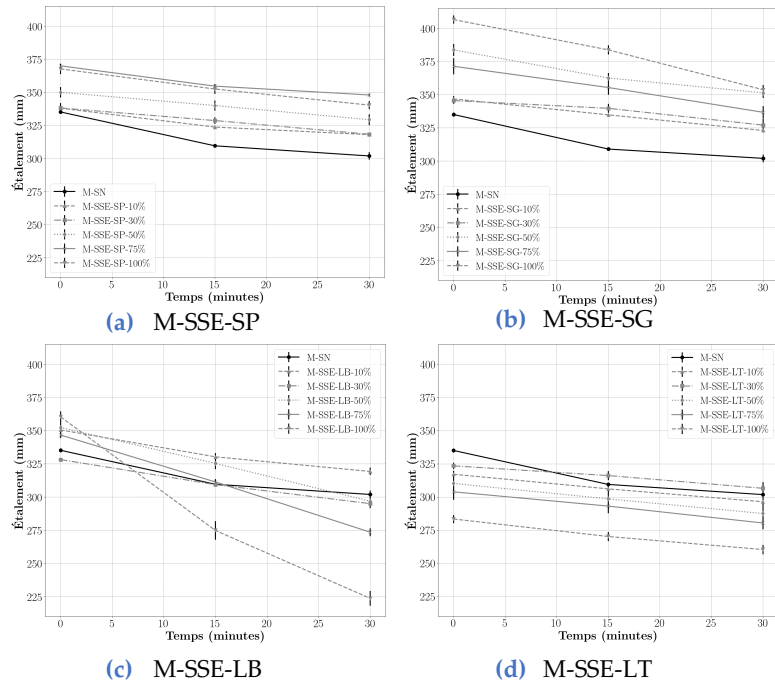 400
375
350
325
300
275
250
225
Étalement (mm)
M-SN
M-SSE-SP-10%
M-SSE-SP-30%
M-SSE-SP-50%
M-SSE-SP-75%
M-SSE-SP-100%
0 5 10 15 20 25 30
Temps (minutes)
(a) M-SSE-SP
400
375
350
325
300
275
250
225
Étalement (mm)
M-SN
M-SSE-SG-10%
M-SSE-SG-30%
M-SSE-SG-50%
M-SSE-SG-75%
M-SSE-SG-100%
0 5 10 15 20 25 30
Temps (minutes)
(b) M-SSE-SG
400
375
350
325
300
275
250
225
Étalement (mm)
M-SN
M-SSE-LB-10%
M-SSE-LB-30%
M-SSE-LB-50%
M-SSE-LB-75%
M-SSE-LB-100%
0 5 10 15 20 25 30
Temps (minutes)
(c) M-SSE-LB
400
375
350
325
300
275
250
225
Étalement (mm)
M-SN
M-SSE-LT-10%
M-SSE-LT-30%
M-SSE-LT-50%
M-SSE-LT-75%
M-SSE-LT-100%
0 5 10 15 20 25 30
Temps (minutes)
(d) M-SSE-LT